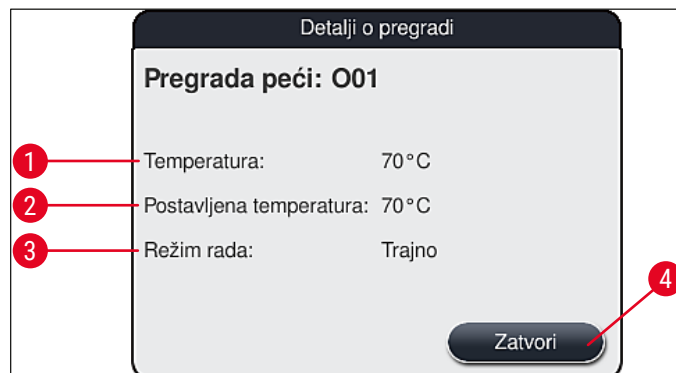 Detalji o pregradi
Pregrada peći: O01
1 Temperatura: 70°C
2 Postavljena temperatura: 70°C
3 Režim rada: Trajno
4
Zatvori